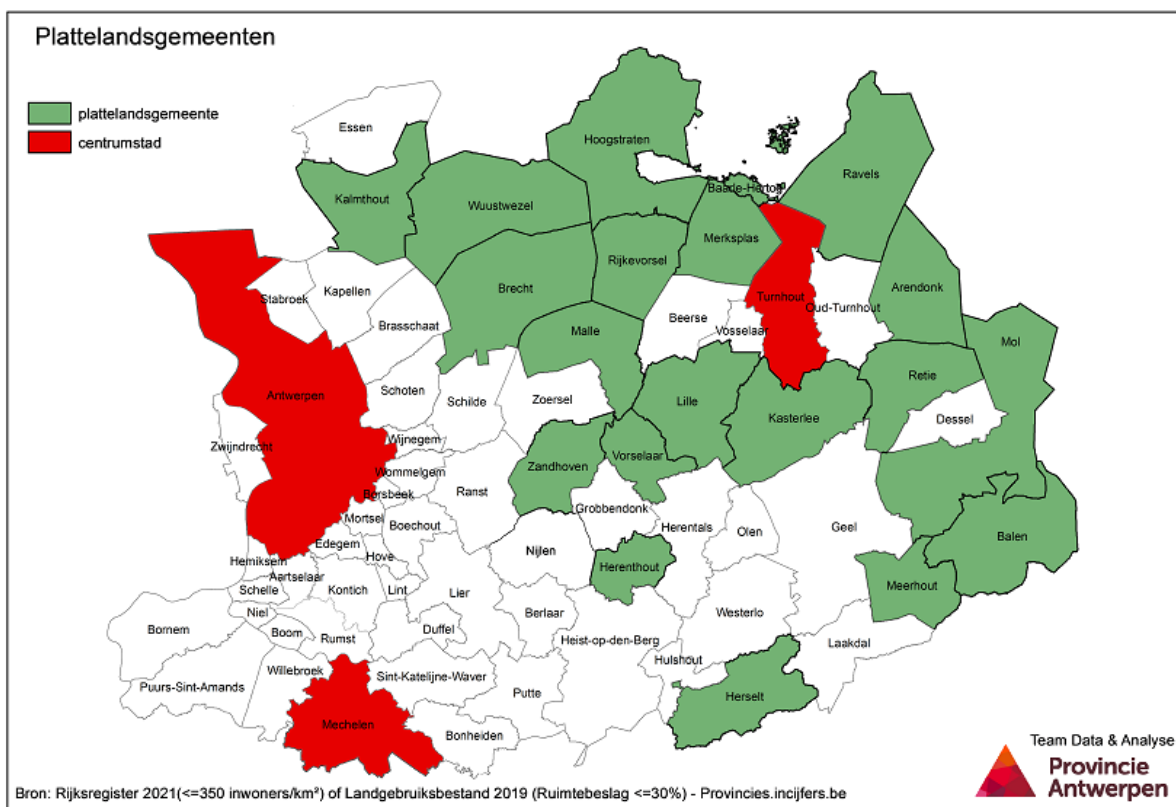 Plattelandsgemeenten
plattelandsgemeente
centrumstad
Essen
Hoogstraten
Ravels
Baarle-Hertog
Kalmthout
Wuustwezel
Merksplas
Rijkevorsel
Brecht
Kapellen
Stabroek
Arendonk
Turnhout
Oud-Turnhout
Beerse
Vosselaar
Brasschaat
Malle
Mol
Retie
Antwerpen
Schoten
Schilde
Zoersel
Lille
Kasterlee
Dessel
Zwijndrecht
Wijnegem
Vorselaar
Zandhoven
Wommelgem
Ranst
Borsbeek
Grobbendonk
Mortsel
Boechout
Herentals
Olen
Geel
Balen
Edegem
Hove
Nijlen
Hemiksem
Herenthout
Aartselaar
Schelle
Kontich
Lint
Lier
Meerhout
Niel
Berlaar
Westerlo
Bornem
Boom
Rumst
Duffel
Heist-op-den-Berg
Laakdal
Hulshout
Willebroek
Sint-Katelijne-Waver
Puurs-Sint-Amands
Putte
Herselt
Mechelen
Bonheiden
Team Data & Analyse
Provincie
Antwerpen
Bron: Rijksregister 2021(<=350 inwoners/km²) of Landgebruiksbestand 2019 (Ruimtebeslag <=30%) - Provincies.incijfers.be